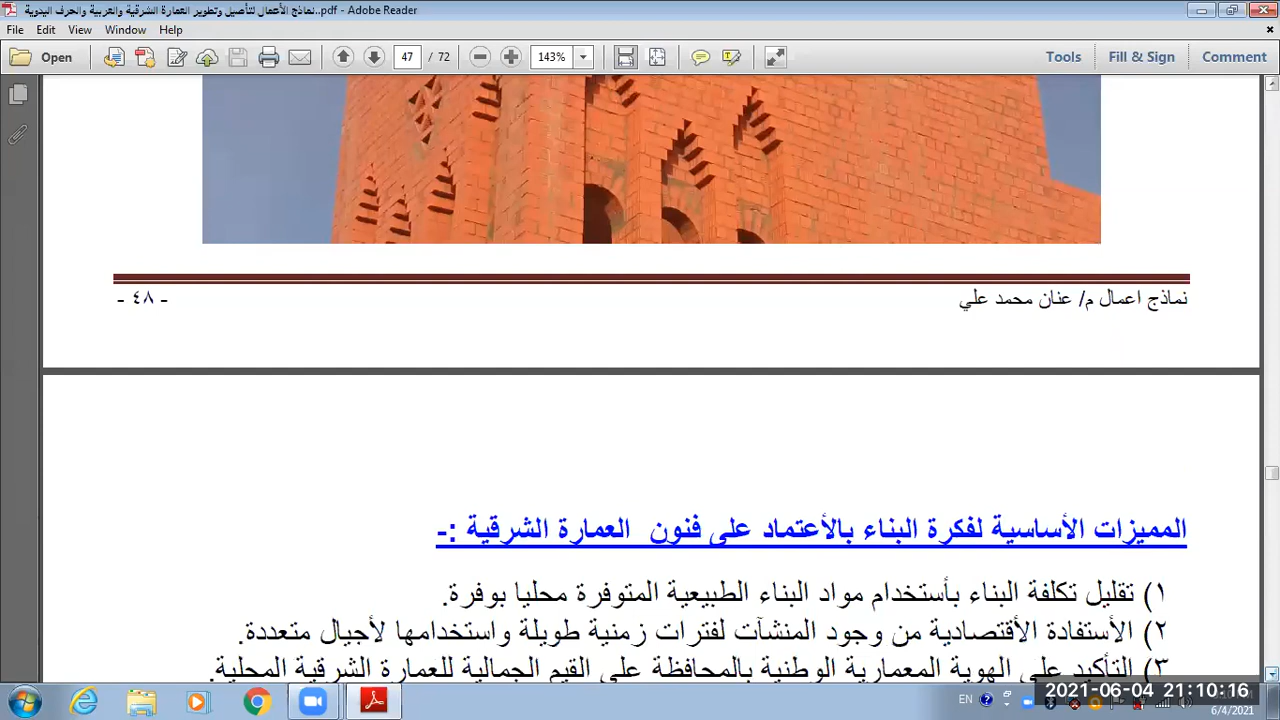 نماذج الأعمال لتأصيل وتطوير العمارة الشرقية والعربية والحرف اليدوية..pdf - Adobe Reader
File Edit View Window Help
Open 47 / 72 143% Tools Fill & Sign Comment
نماذج اعمال م/ عنان محمد علي
- ٤٨ -
المميزات الأساسية لفكرة البناء بالأعتماد على فنون العمارة الشرقية :-
١) تقليل تكلفة البناء بأستخدام مواد البناء الطبيعية المتوفرة محليا بوفرة.
٢) الأستفادة الأقتصادية من وجود المنشآت لفترات زمنية طويلة واستخدامها لأجيال متعددة.
٣) التأكيد على الهوية المعمارية الوطنية بالمحافظة على القيم الجمالية للعمارة الشرقية المحلية.
EN
2021-06-04 21:10:16
6/4/2021